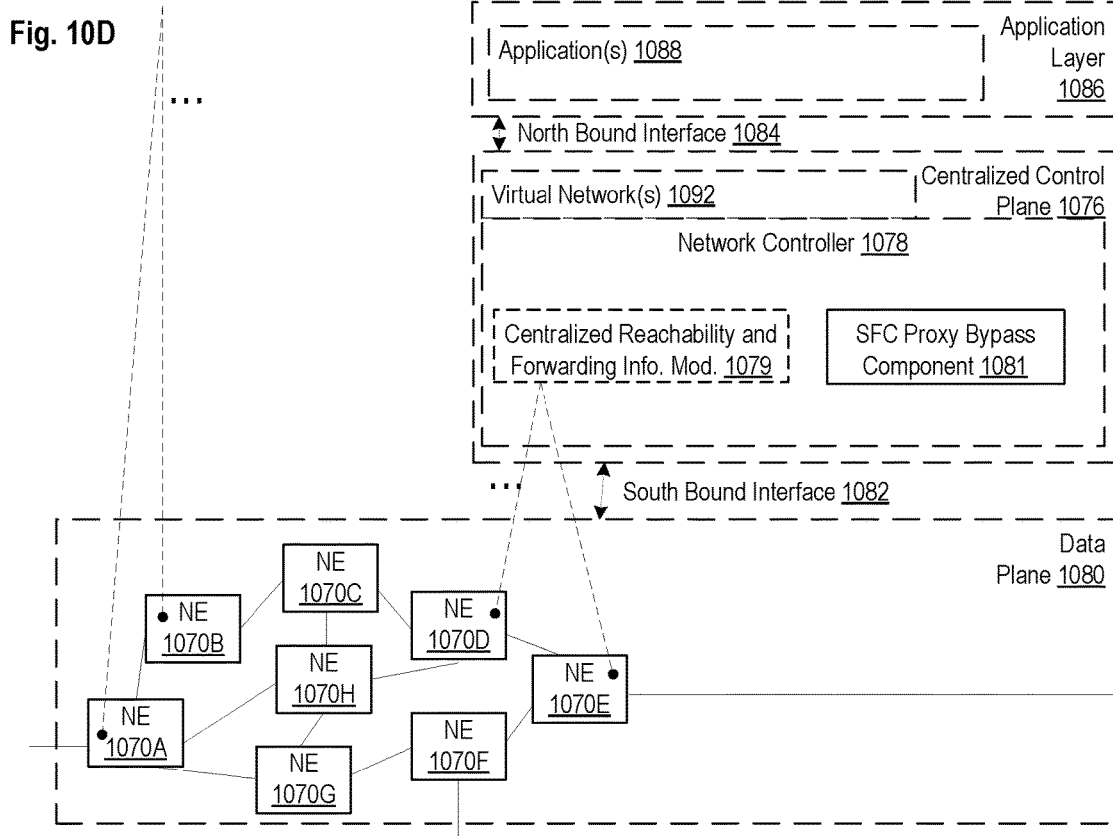 Fig. 10D
...
Application(s) 1088
Application
Layer
1086
North Bound Interface 1084
Virtual Network(s) 1092
Centralized Control
Plane 1076
Network Controller 1078
Centralized Reachability and
Forwarding Info. Mod. 1079
SFC Proxy Bypass
Component 1081
...
South Bound Interface 1082
Data
Plane 1080
NE
1070C
NE
1070B
NE
1070D
NE
1070H
NE
1070E
NE
1070A
NE
1070F
NE
1070G